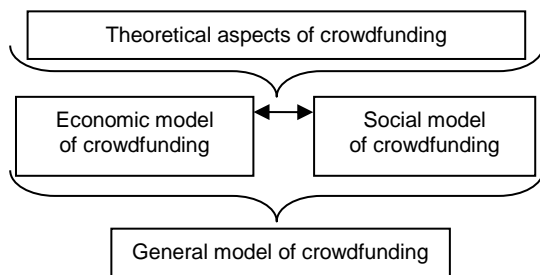 Theoretical aspects of crowdfunding
Economic model
of crowdfunding
Social model
of crowdfunding
General model of crowdfunding